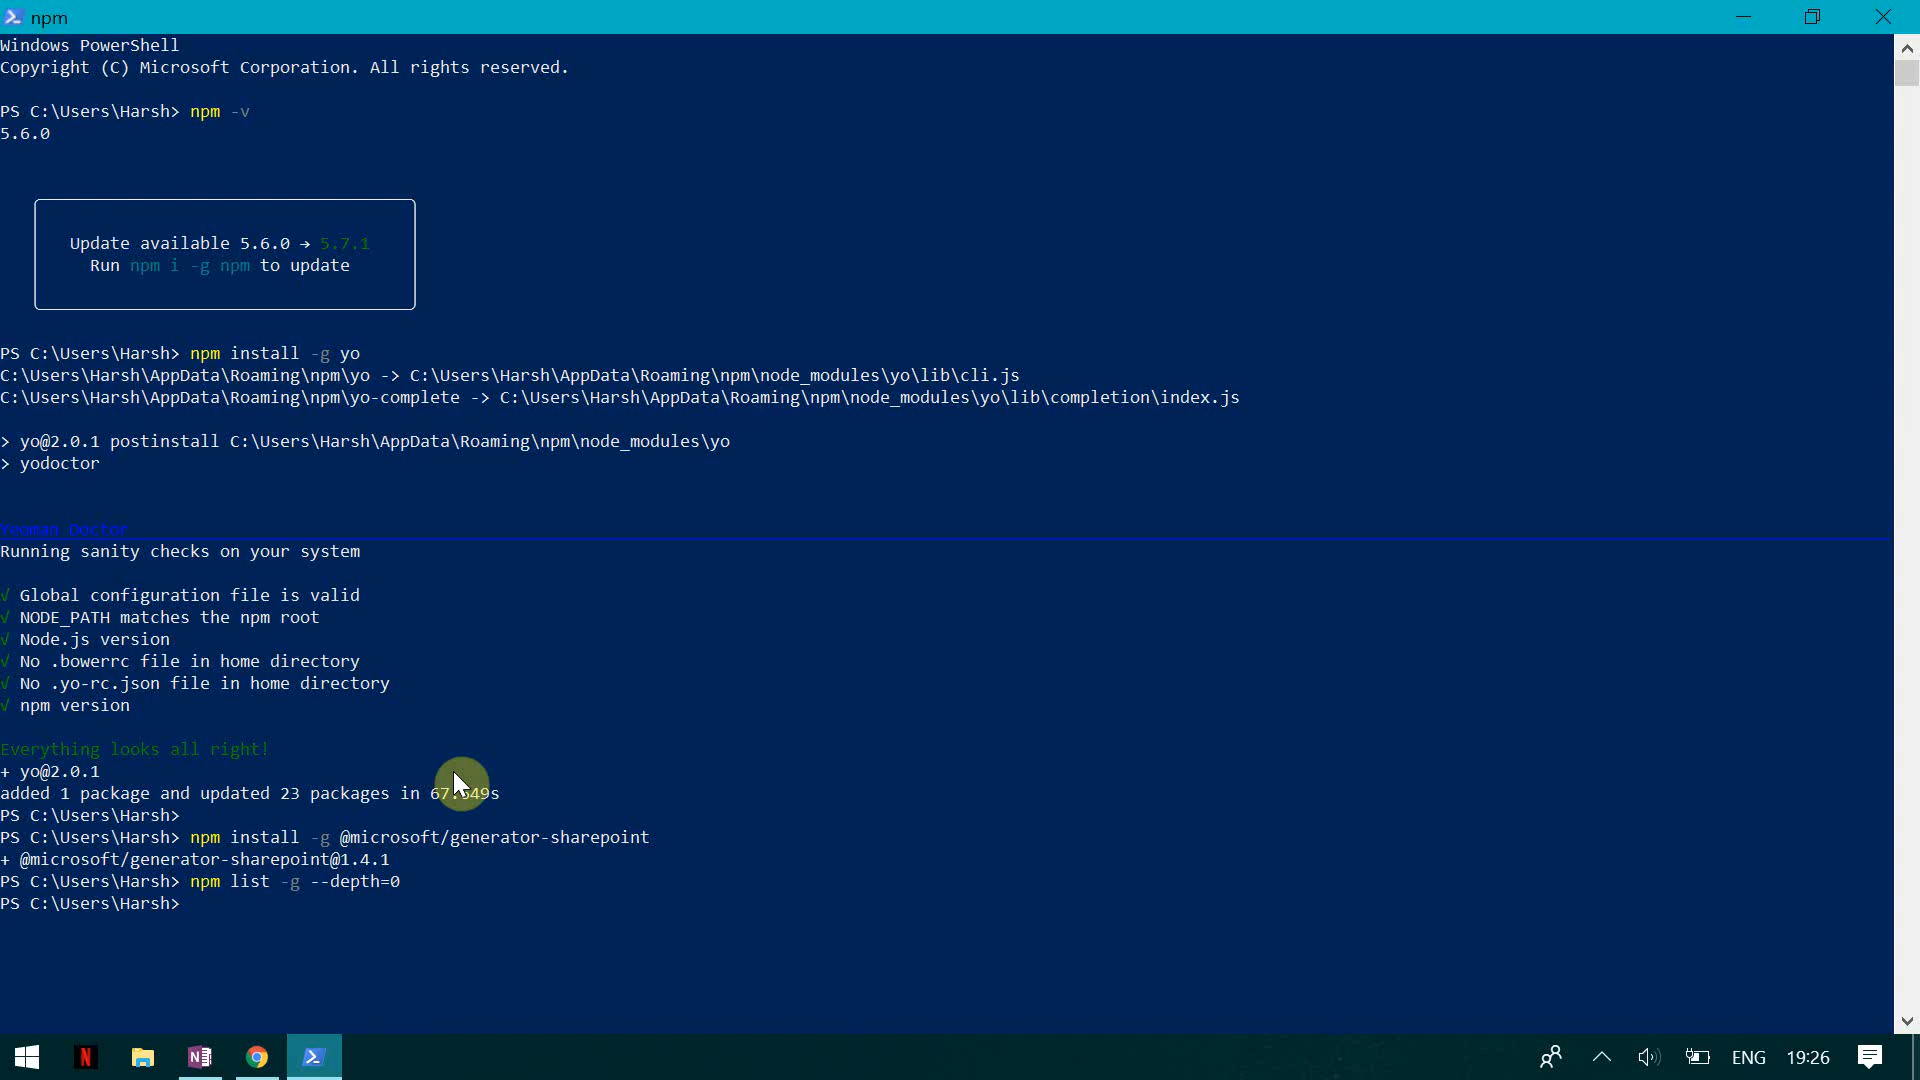 npm
Windows PowerShell
Copyright (C) Microsoft Corporation. All rights reserved.
PS C:\Users\Harsh> npm -v
5.6.0
Update available 5.6.0 → 5.7.1
Run npm i -g npm to update
PS C:\Users\Harsh> npm install -g yo
C:\Users\Harsh\AppData\Roaming\npm\yo -> C:\Users\Harsh\AppData\Roaming\npm\node_modules\yo\lib\cli.js
C:\Users\Harsh\AppData\Roaming\npm\yo-complete -> C:\Users\Harsh\AppData\Roaming\npm\node_modules\yo\lib\completion\index.js
> yo@2.0.1 postinstall C:\Users\Harsh\AppData\Roaming\npm\node_modules\yo
> yodoctor
Yeoman Doctor
Running sanity checks on your system
√ Global configuration file is valid
√ NODE_PATH matches the npm root
√ Node.js version
√ No .bowerrc file in home directory
√ No .yo-rc.json file in home directory
√ npm version
Everything looks all right!
+ yo@2.0.1
added 1 package and updated 23 packages in
PS C:\Users\Harsh>
PS C:\Users\Harsh> npm install -g @microsoft/generator-sharepoint
+ @microsoft/generator-sharepoint@1.4.1
PS C:\Users\Harsh> npm list -g --depth=0
PS C:\Users\Harsh>
N N ENG 19:26